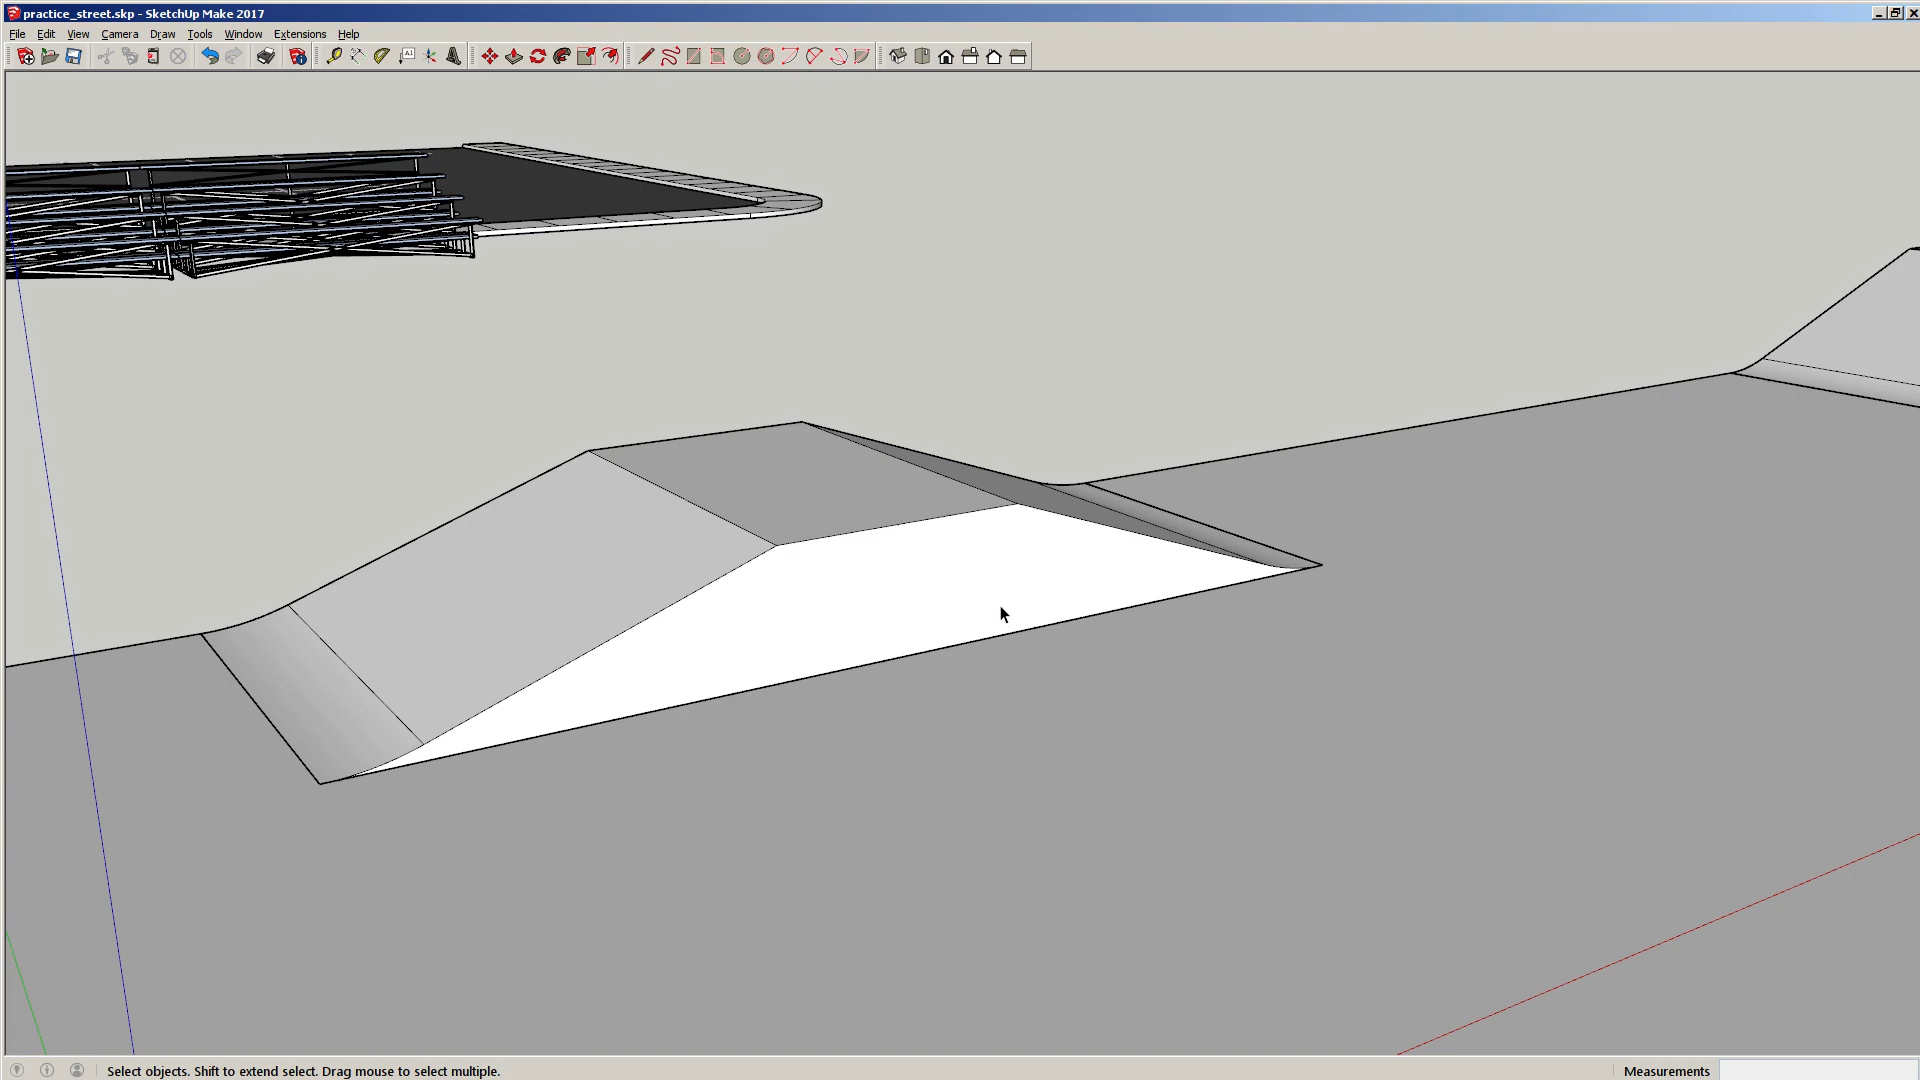 practice_street.skp - SketchUp Make 2017
File Edit View Camera Draw Tools Window Extensions Help
A1
Select objects. Shift to extend select. Drag mouse to select multiple.
Measurements